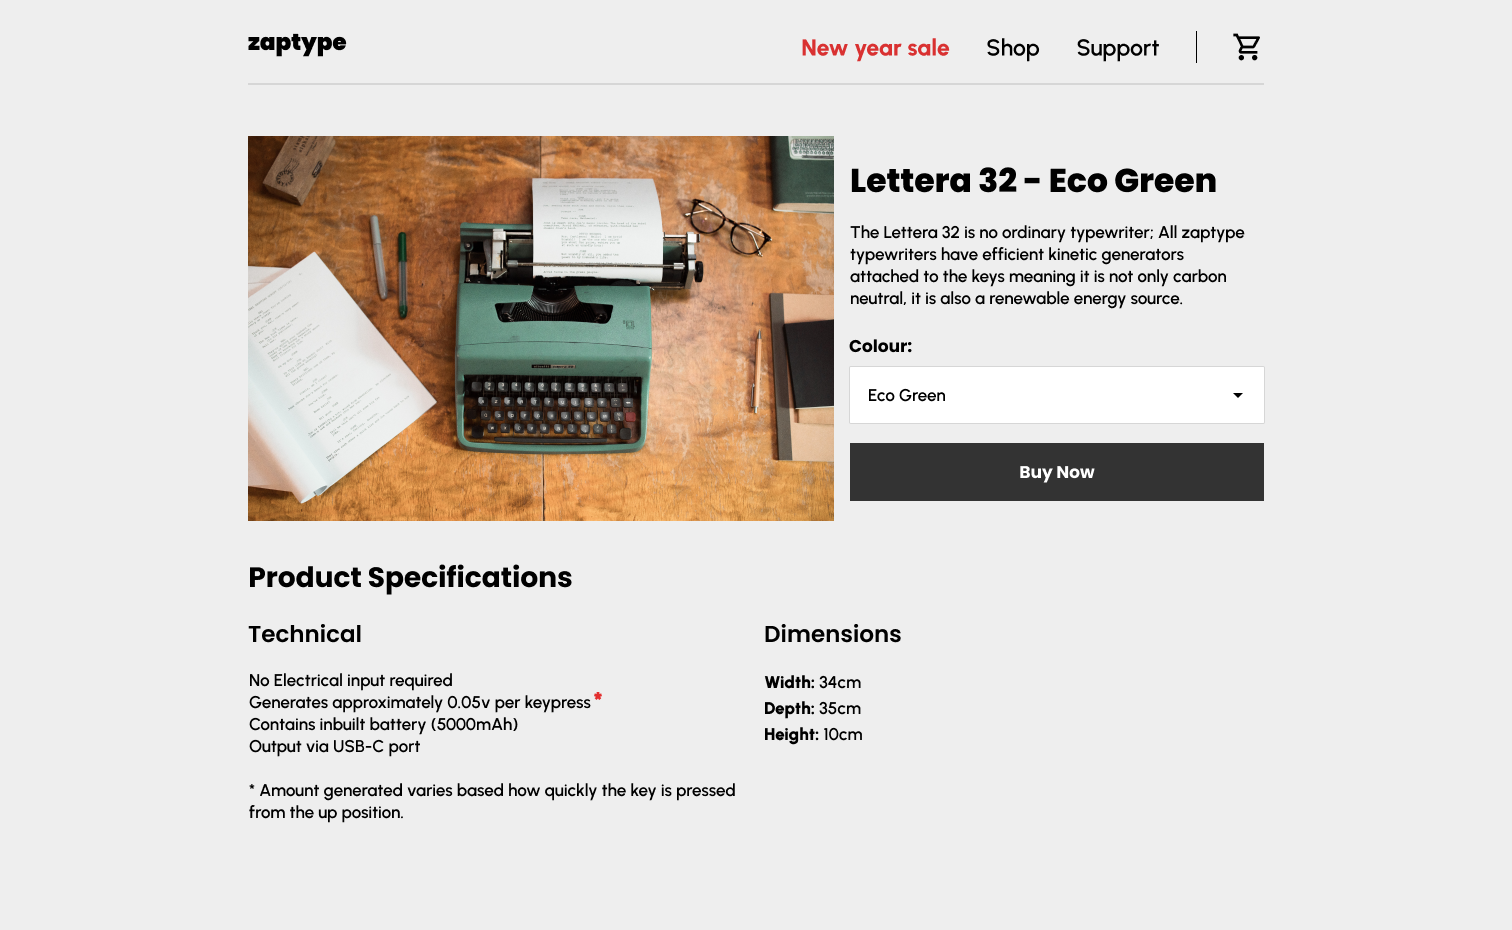 zaptype
New year sale
Shop
Support
Lettera 32 - Eco Green
The Lettera 32 is no ordinary typewriter; All zaptype
typewriters have efficient kinetic generators
attached to the keys meaning it is not only carbon
neutral, it is also a renewable energy source.
Colour:
Eco Green
Buy Now
Product Specifications
Technical
No Electrical input required
Generates approximately 0.05v per keypress *
Contains inbuilt battery (5000mAh)
Output via USB-C port
* Amount generated varies based how quickly the key is pressed
from the up position.
Dimensions
Width: 34cm
Depth: 35cm
Height: 10cm